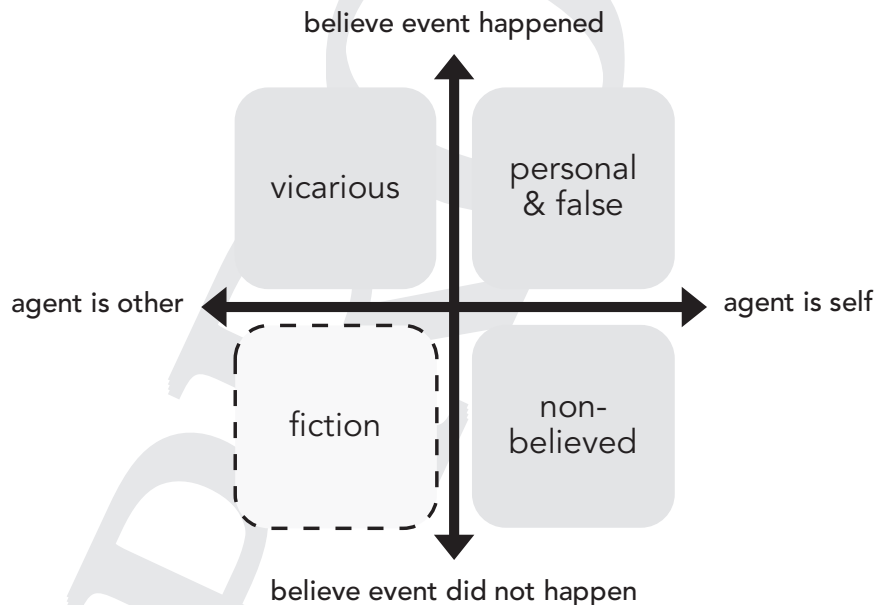 believe event happened
vicarious
personal
& false
agent is other
agent is self
fiction
non-
believed
believe event did not happen